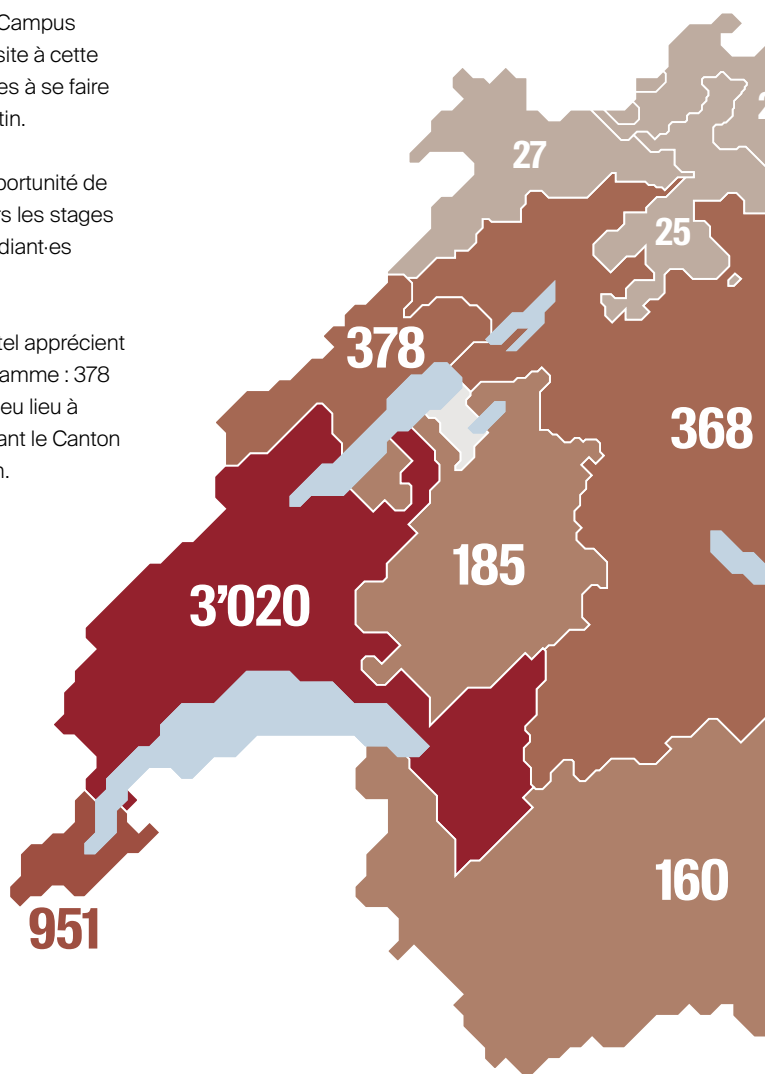 Campus
site à cette
es à se faire
tin.
portunité de
rs les stages
diant·es
tel apprécient
amme : 378
eu lieu à
ant le Canton
n.
27
25
378
368
185
3’020
160
951